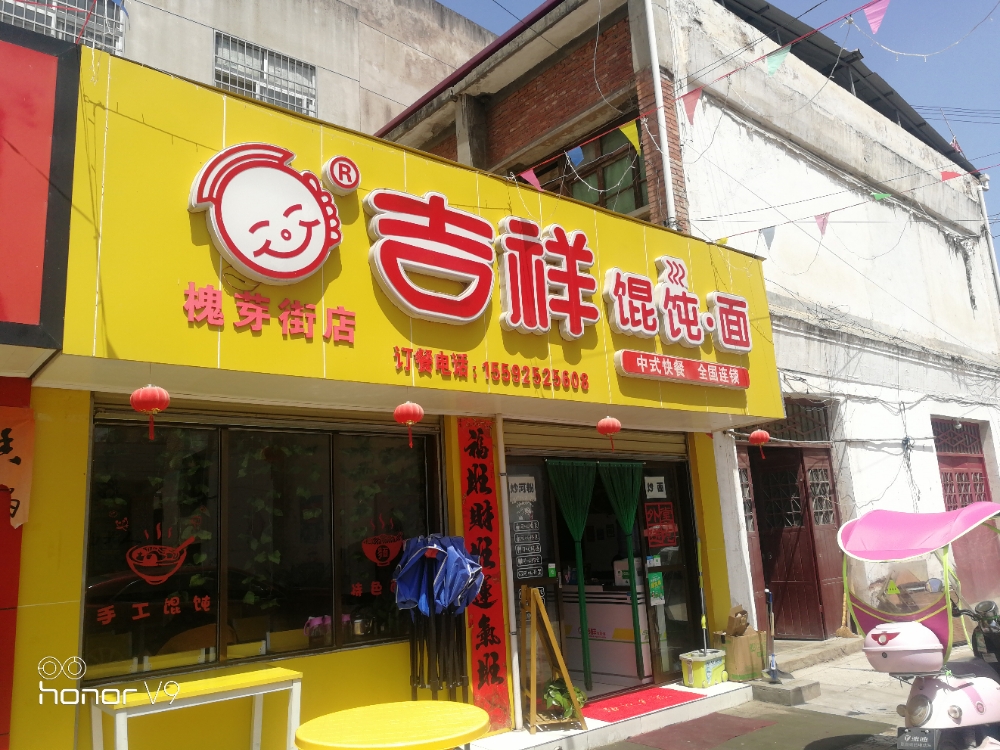 ®
吉祥馄饨·面
槐芽街店
订餐电话:15592525608
中式快餐 全国连锁
福旺财旺运氣旺
炒河粉
炒面
手工馄饨
honor V9